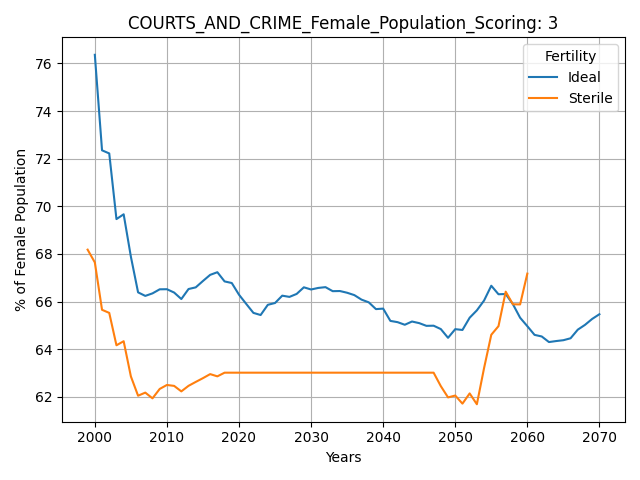 COURTS_AND_CRIME_Female_Population_Scoring: 3
Fertility
Ideal
Sterile
% of Female Population
76
74
72
70
68
66
64
62
2000 2010 2020 2030 2040 2050 2060 2070
Years